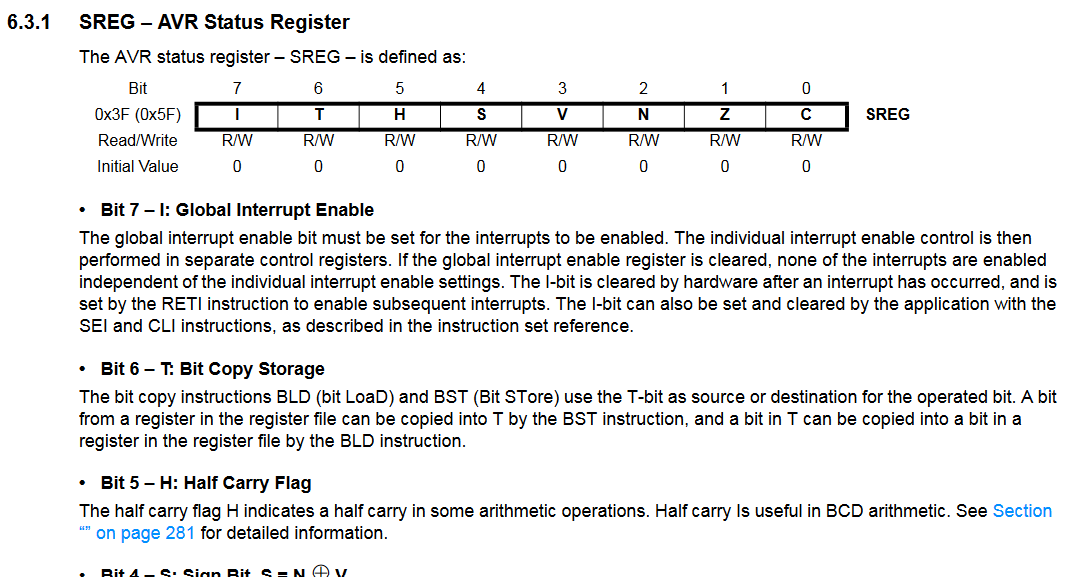 6.3.1 SREG – AVR Status Register
The AVR status register – SREG – is defined as:
Bit 7 6 5 4 3 2 1 0
0x3F (0x5F) I T H S V N Z C SREG
Read/Write R/W R/W R/W R/W R/W R/W R/W R/W
Initial Value 0 0 0 0 0 0 0 0
• Bit 7 – I: Global Interrupt Enable
The global interrupt enable bit must be set for the interrupts to be enabled. The individual interrupt enable control is then
performed in separate control registers. If the global interrupt enable register is cleared, none of the interrupts are enabled
independent of the individual interrupt enable settings. The I-bit is cleared by hardware after an interrupt has occurred, and is
set by the RETI instruction to enable subsequent interrupts. The I-bit can also be set and cleared by the application with the
SEI and CLI instructions, as described in the instruction set reference.
• Bit 6 – T: Bit Copy Storage
The bit copy instructions BLD (bit LoaD) and BST (Bit STore) use the T-bit as source or destination for the operated bit. A bit
from a register in the register file can be copied into T by the BST instruction, and a bit in T can be copied into a bit in a
register in the register file by the BLD instruction.
• Bit 5 – H: Half Carry Flag
The half carry flag H indicates a half carry in some arithmetic operations. Half carry Is useful in BCD arithmetic. See Section
“” on page 281 for detailed information.
• Bit 4 – S: Sign Bit, S = N ⊕ V